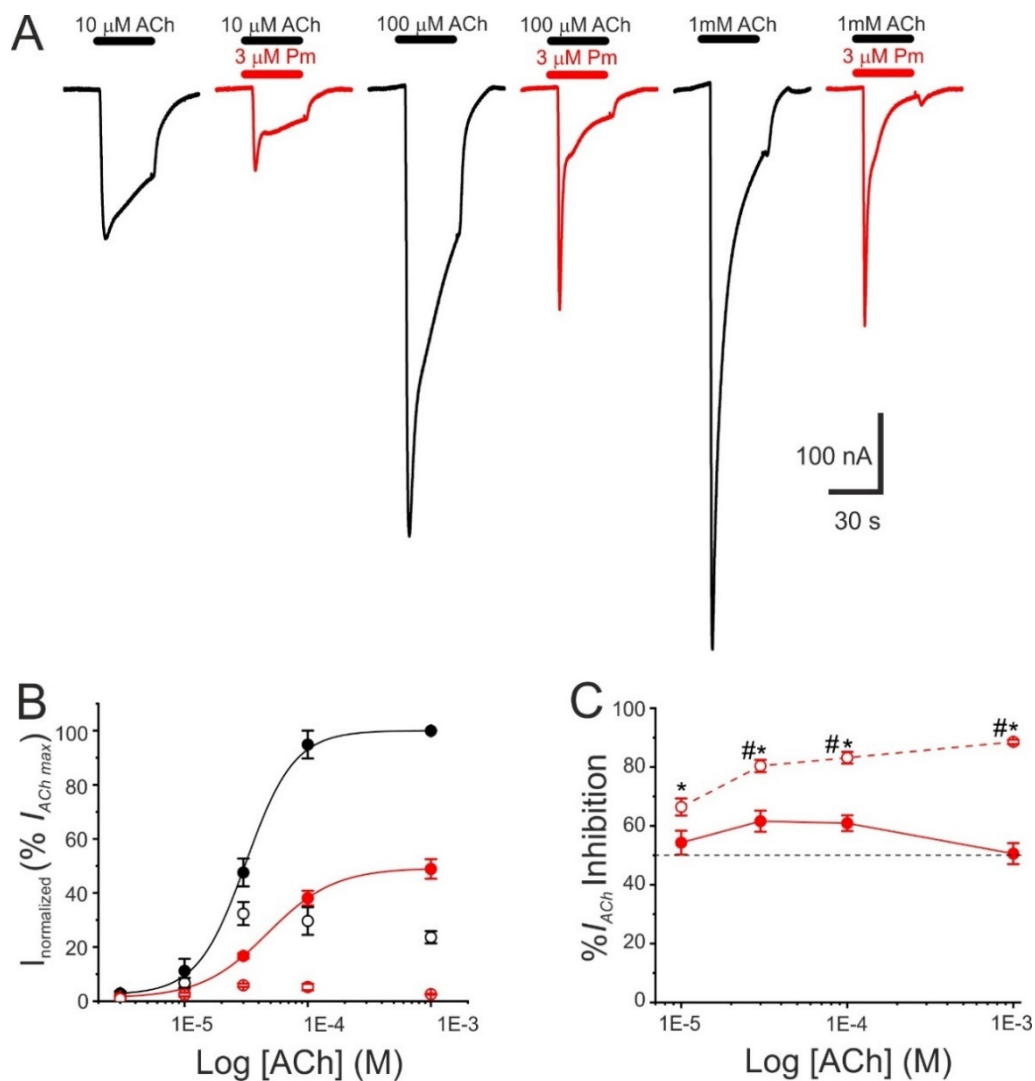 A
10 μM ACh
10 μM ACh
3 μM Pm
100 μM ACh
100 μM ACh
3 μM Pm
1mM ACh
1mM ACh
3 μM Pm
100 nA
30 s
B
I normalized (% I ACh max)
100
80
60
40
20
0
1E-5
1E-4
1E-3
Log [ACh] (M)
C
% I ACh Inhibition
100
80
60
40
20
0
*
#*
#*
#*
1E-5
1E-4
1E-3
Log [ACh] (M)